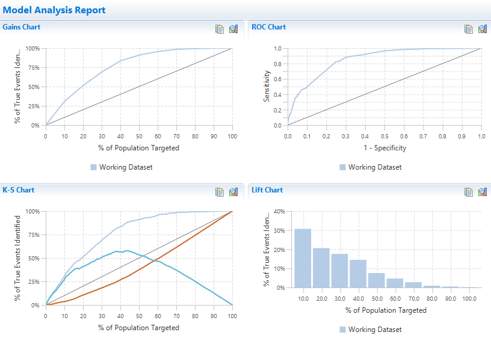 Model Analysis Report
Gains Chart
% of True Events Iden...
100%
75%
50%
25%
0%
0 10 20 30 40 50 60 70 80 90 100
% of Population Targeted
Working Dataset
ROC Chart
Sensitivity
1.0
0.8
0.6
0.4
0.2
0.0
0.0 0.1 0.2 0.3 0.4 0.5 0.6 0.7 0.8 0.9 1.0
1 - Specificity
Working Dataset
K-S Chart
% of True Events Identified
100%
75%
50%
25%
0%
0 10 20 30 40 50 60 70 80 90 100
% of Population Targeted
Lift Chart
% of True Events Iden...
40%
30%
20%
10%
0%
10.0 20.0 30.0 40.0 50.0 60.0 70.0 80.0 90.0 100.0
% of Population Targeted
Working Dataset